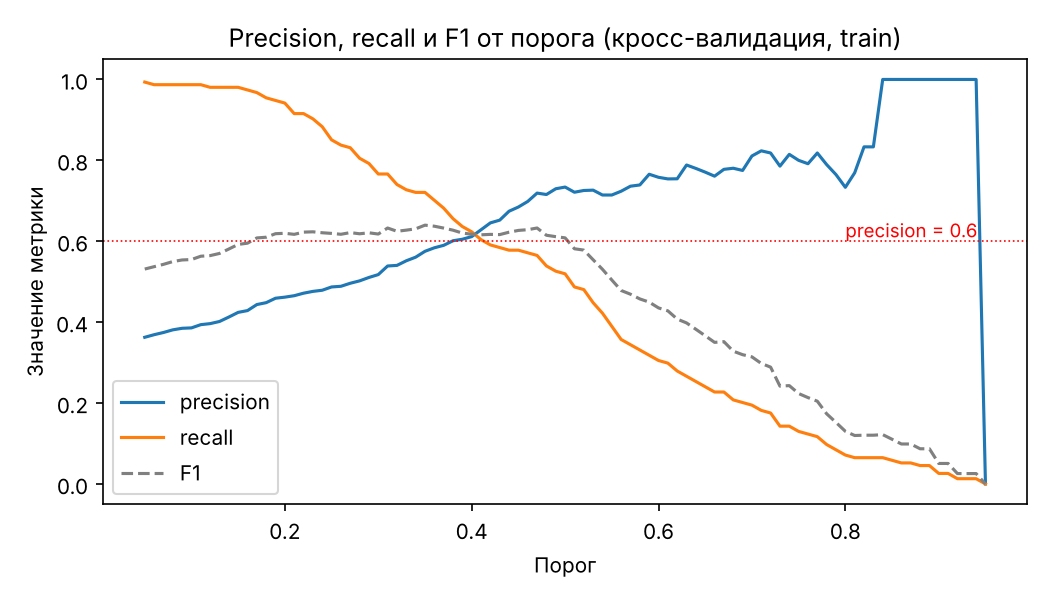 Precision, recall и F1 от порога (кросс-валидация, train)
Значение метрики
1.0
0.8
0.6
0.4
0.2
0.0
precision = 0.6
precision
recall
F1
0.2
0.4
0.6
0.8
Порог